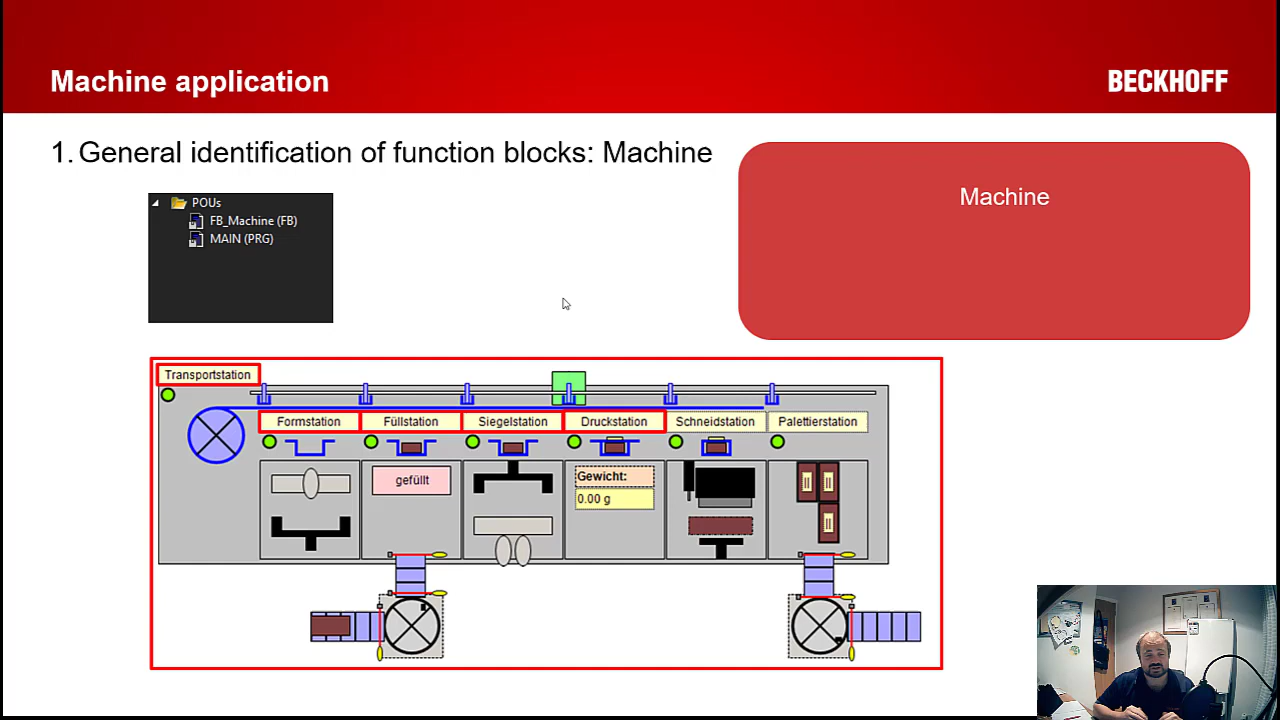 Machine application
BECKHOFF
1. General identification of function blocks: Machine
POUs
FB_Machine (FB)
MAIN (PRG)
Machine
Transportstation
Formstation
Füllstation
Siegelstation
Druckstation
Schneidstation
Palettierstation
gefüllt
Gewicht:
0.00 g